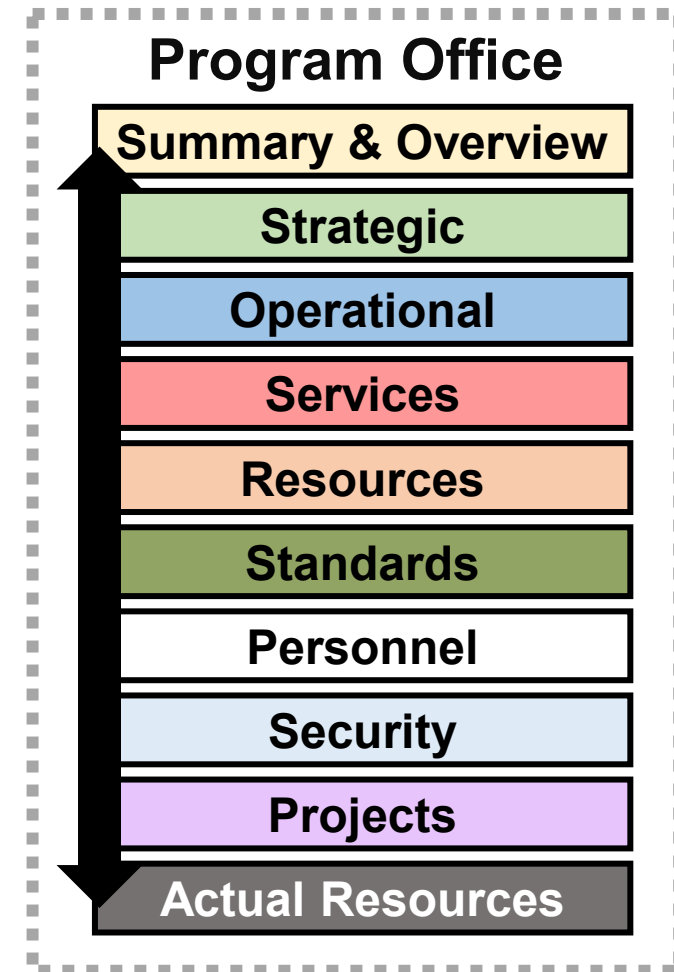 Program Office
Summary & Overview
Strategic
Operational
Services
Resources
Standards
Personnel
Security
Projects
Actual Resources